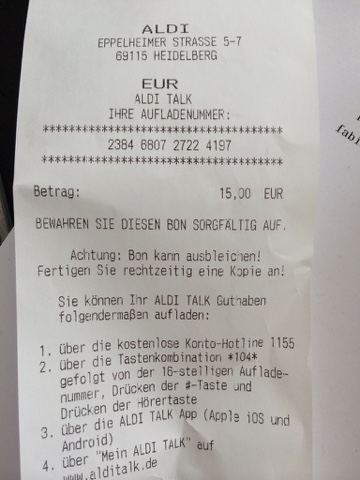 ALDI
EPPELHEIMER STRASSE 5-7
69115 HEIDELBERG
EUR
ALDI TALK
IHRE AUFLADENUMMER:
************************************
2384 6807 2722 4197
************************************
Betrag: 15,00 EUR
BEWAHREN SIE DIESEN BON SORGFÄLTIG AUF.
Achtung: Bon kann ausbleichen!
Fertigen Sie rechtzeitig eine Kopie an!
Sie können Ihr ALDI TALK Guthaben
folgendermaßen aufladen:
1. über die kostenlose Konto-Hotline 1155
2. über die Tastenkombination *104*
gefolgt von der 16-stelligen Auflade-
nummer, Drücken der #-Taste und
Drücken der Hörertaste
3. über die ALDI TALK App (Apple iOS und
Android)
4. über "Mein ALDI TALK" auf
www.alditalk.de